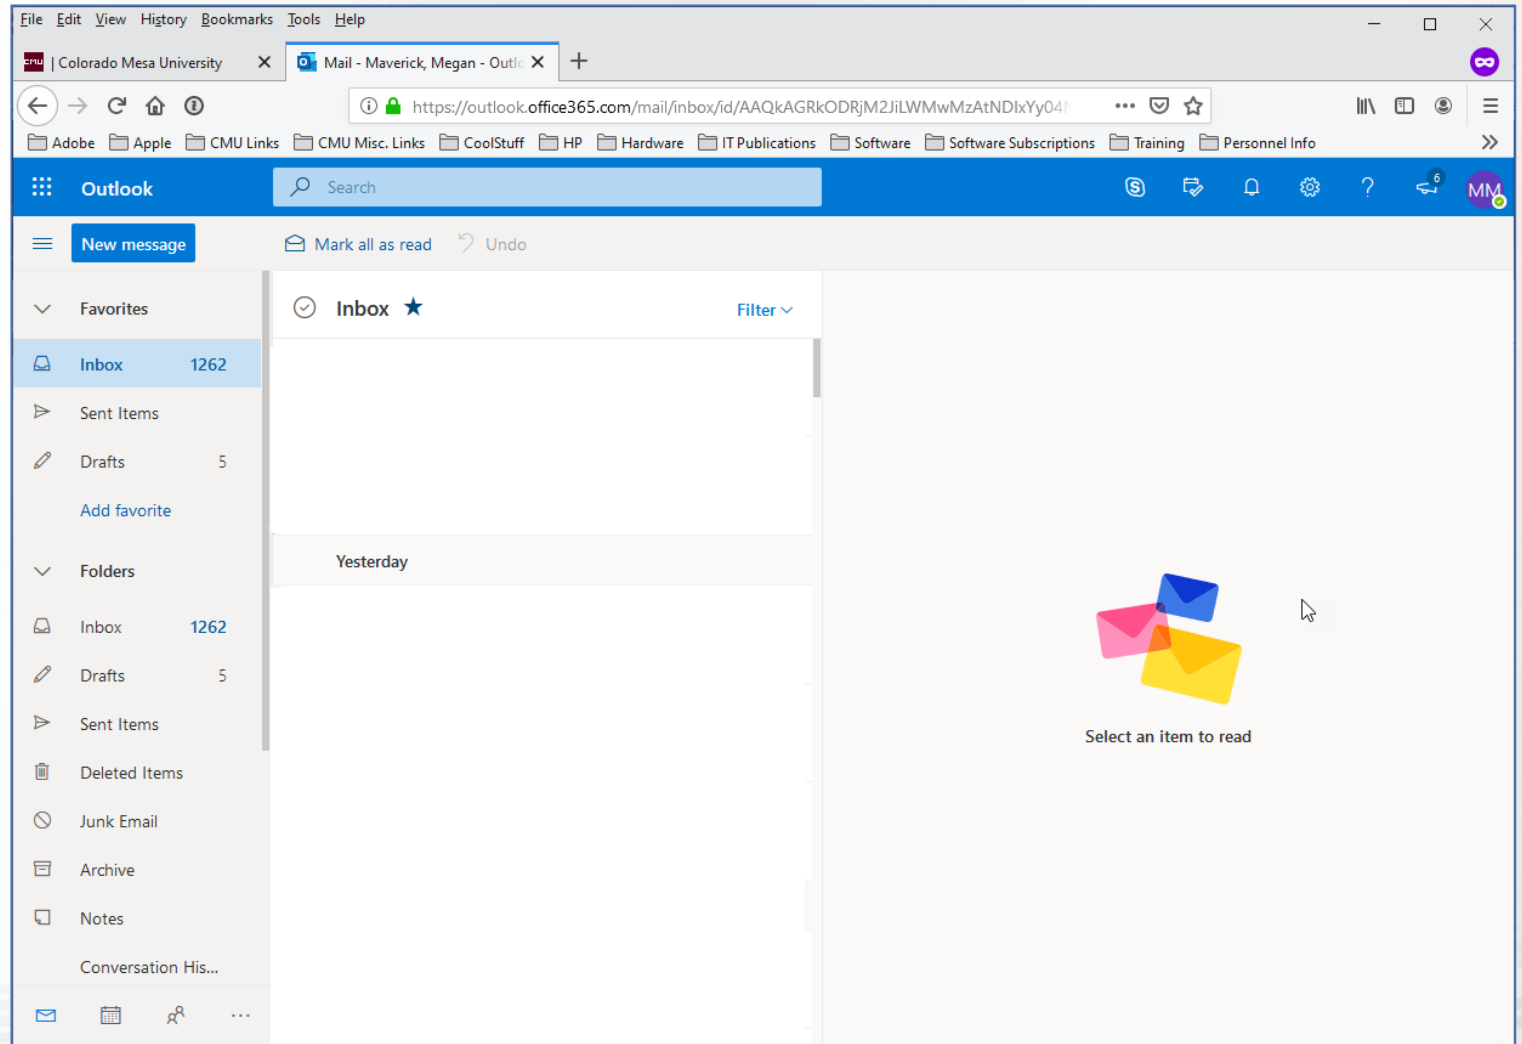 File Edit View History Bookmarks Tools Help
CMU | Colorado Mesa University Mail - Maverick, Megan - Outlo
https://outlook.office365.com/mail/inbox/id/AAQkAGRkODRjM2JiLWMwMzAtNDIxYy04
Adobe Apple CMU Links CMU Misc. Links CoolStuff HP Hardware IT Publications Software Software Subscriptions Training Personnel Info
Outlook Search 6 MM
New message Mark all as read Undo
Favorites Inbox Filter
Inbox 1262
Sent Items
Drafts 5
Add favorite
Yesterday
Folders
Inbox 1262
Drafts 5
Sent Items
Select an item to read
Deleted Items
Junk Email
Archive
Notes
Conversation His...